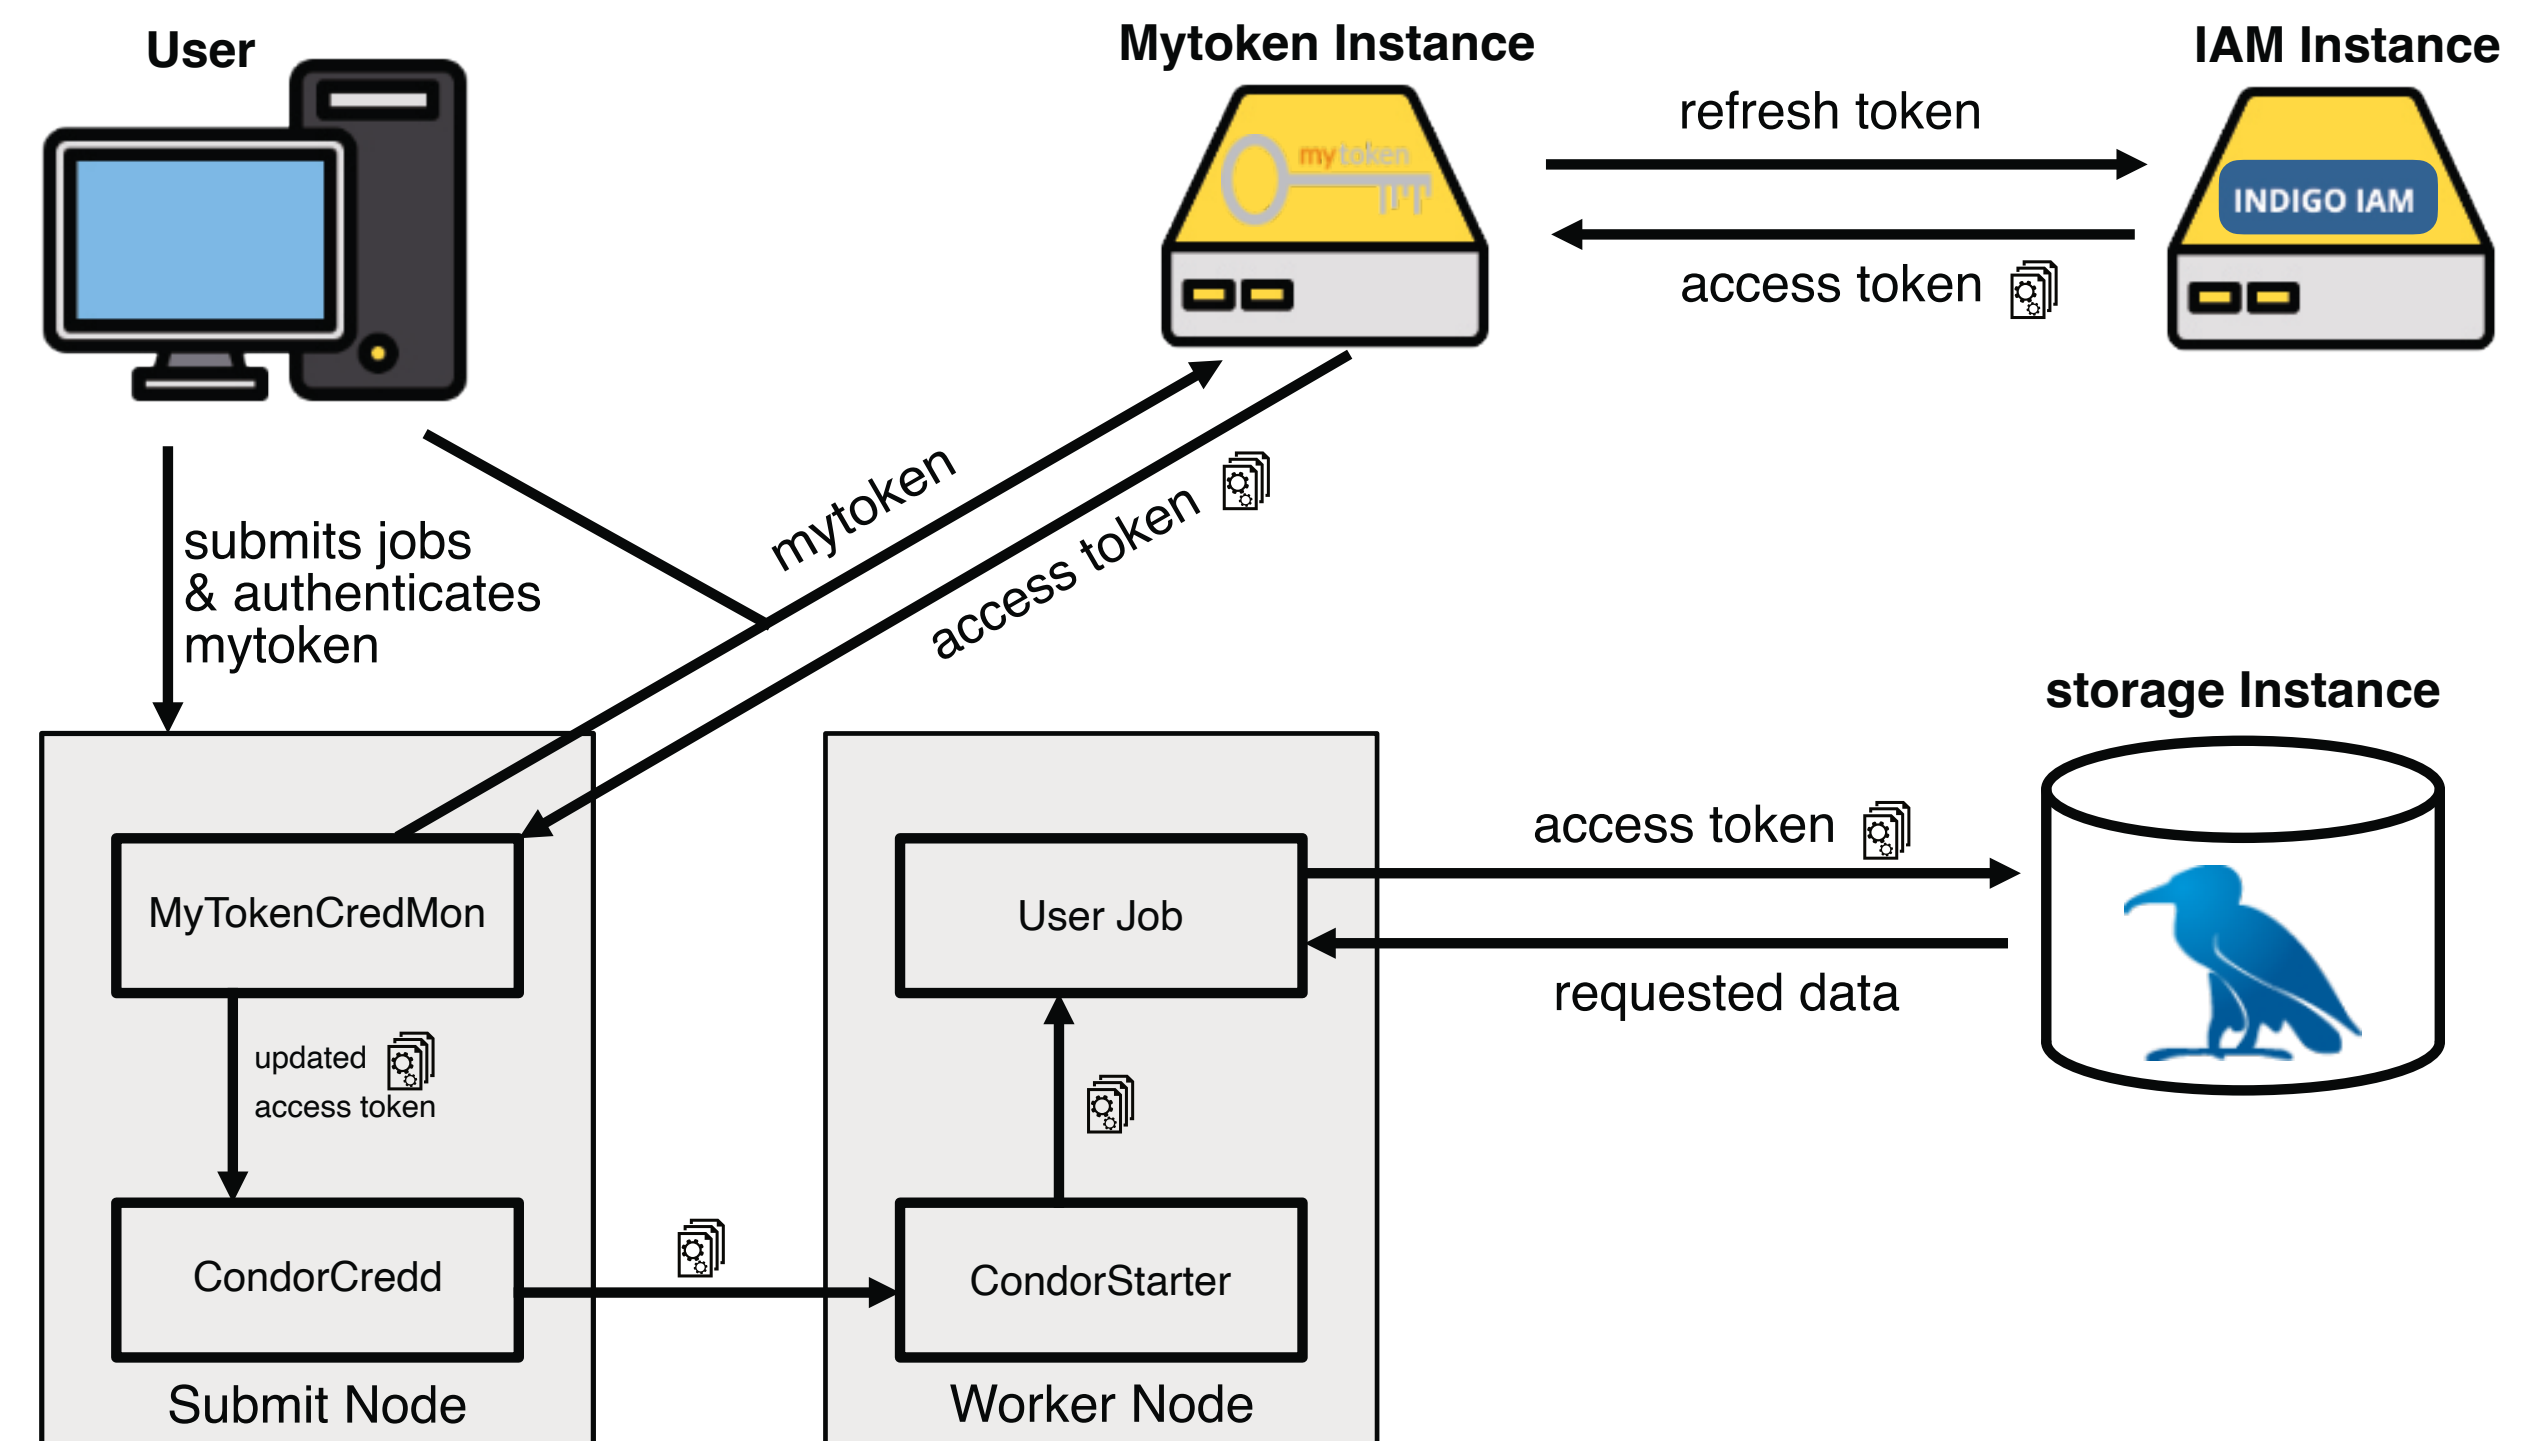 User
Mytoken Instance
IAM Instance
refresh token
my token
INDIGO IAM
access token
mytoken
access token
submits jobs
& authenticates
mytoken
storage Instance
access token
MyTokenCredMon
User Job
requested data
updated
access token
CondorCredd
CondorStarter
Submit Node
Worker Node